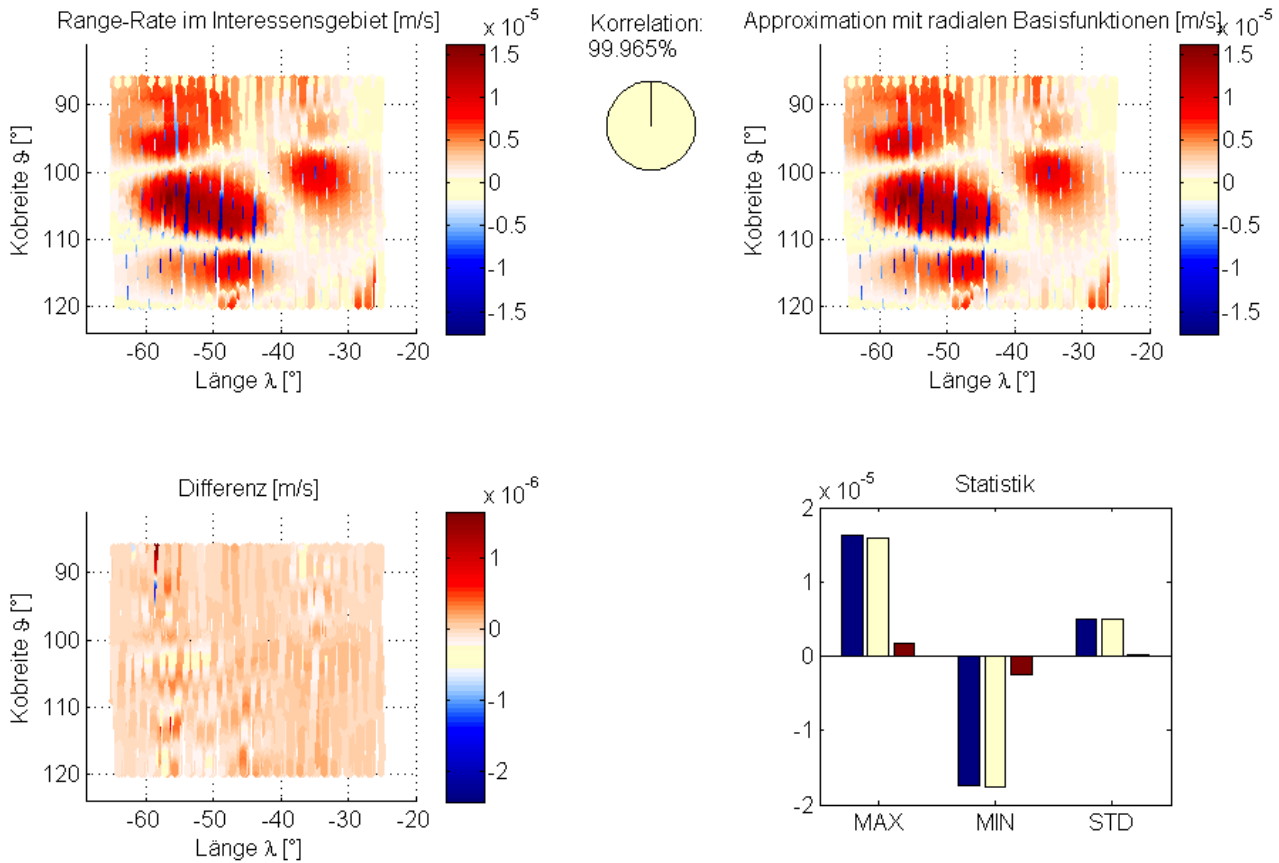 Range-Rate im Interessensgebiet [m/s]
x 10-5
Kobreite ϑ [°]
90
100
110
120
-60
-50
-40
-30
-20
Länge λ [°]
1.5
1
0.5
0
-0.5
-1
-1.5
Korrelation:
99.965%
Approximation mit radialen Basisfunktionen [m/s]
x 10-5
Kobreite ϑ [°]
90
100
110
120
-60
-50
-40
-30
-20
Länge λ [°]
1.5
1
0.5
0
-0.5
-1
-1.5
Differenz [m/s]
x 10-6
Kobreite ϑ [°]
90
100
110
120
-60
-50
-40
-30
-20
Länge λ [°]
1
0
-1
-2
Statistik
x 10-5
2
1
0
-1
-2
MAX
MIN
STD